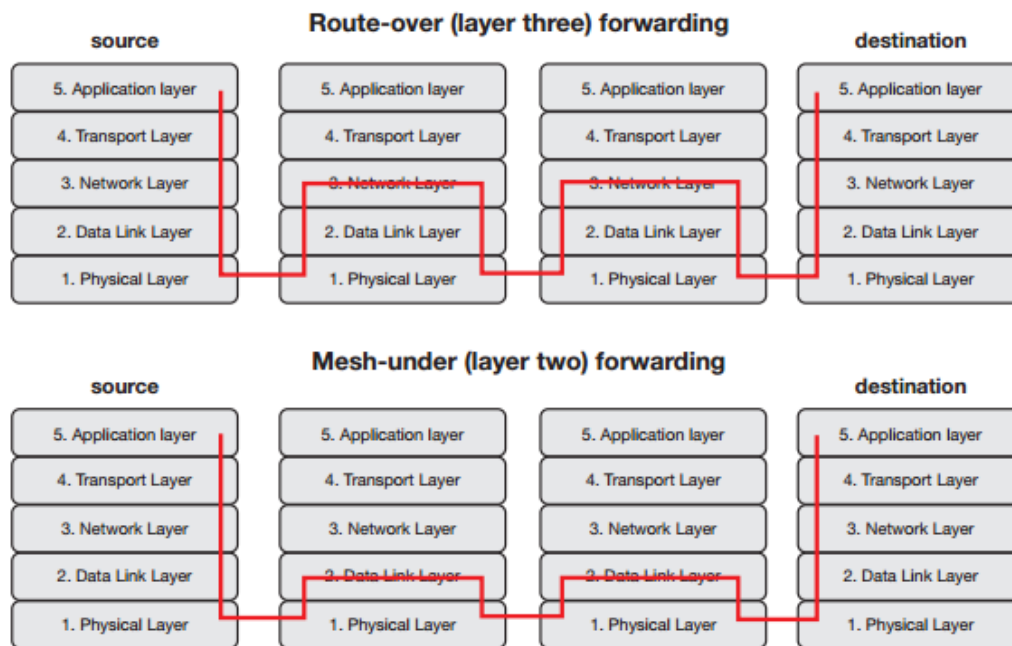 Route-over (layer three) forwarding
source destination
5. Application layer 5. Application layer 5. Application layer 5. Application layer
4. Transport Layer 4. Transport Layer 4. Transport Layer 4. Transport Layer
3. Network Layer 3. Network Layer 3. Network Layer 3. Network Layer
2. Data Link Layer 2. Data Link Layer 2. Data Link Layer 2. Data Link Layer
1. Physical Layer 1. Physical Layer 1. Physical Layer 1. Physical Layer
Mesh-under (layer two) forwarding
source destination
5. Application layer 5. Application layer 5. Application layer 5. Application layer
4. Transport Layer 4. Transport Layer 4. Transport Layer 4. Transport Layer
3. Network Layer 3. Network Layer 3. Network Layer 3. Network Layer
2. Data Link Layer 2. Data Link Layer 2. Data Link Layer 2. Data Link Layer
1. Physical Layer 1. Physical Layer 1. Physical Layer 1. Physical Layer